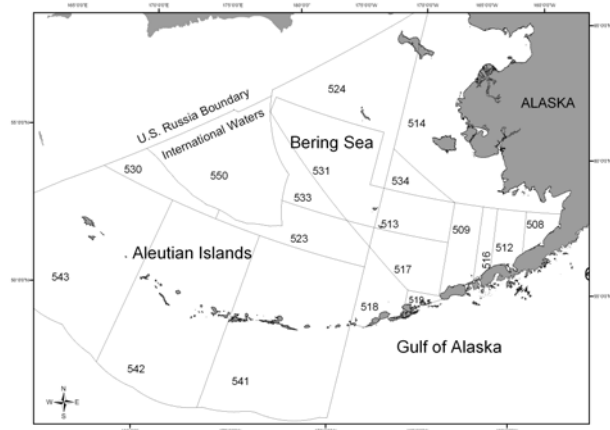 524
ALASKA
U.S. Russia Boundary
514
International Waters
Bering Sea
530
550
531
534
533
513
508
509
523
512
516
Aleutian Islands
517
543
518
519
Gulf of Alaska
542
541
N
W
E
S